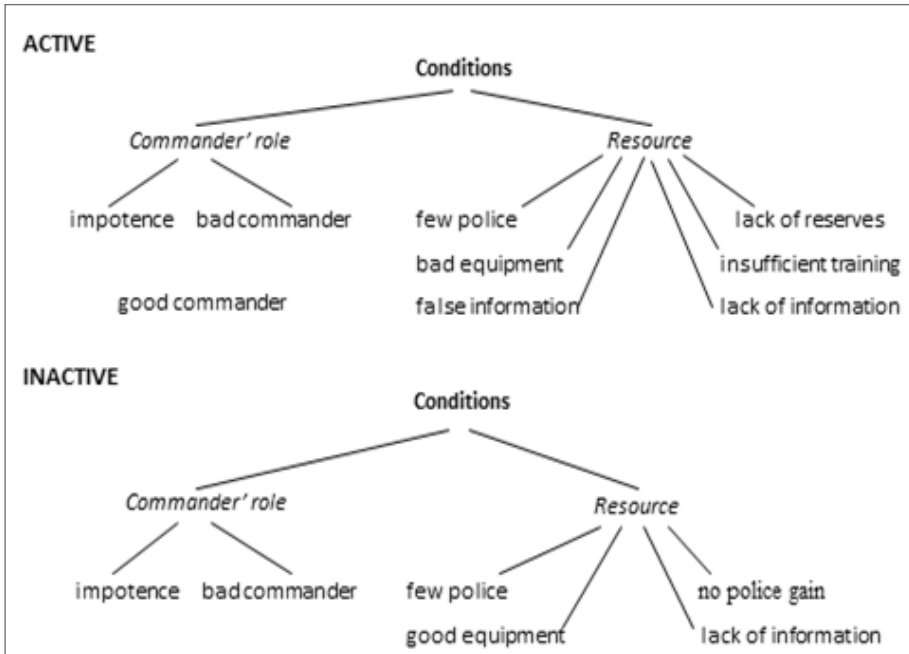 ACTIVE
Conditions
Commander' role Resource
impotence bad commander few police lack of reserves
bad equipment insufficient training
good commander false information lack of information
INACTIVE
Conditions
Commander' role Resource
impotence bad commander few police no police gain
good equipment lack of information